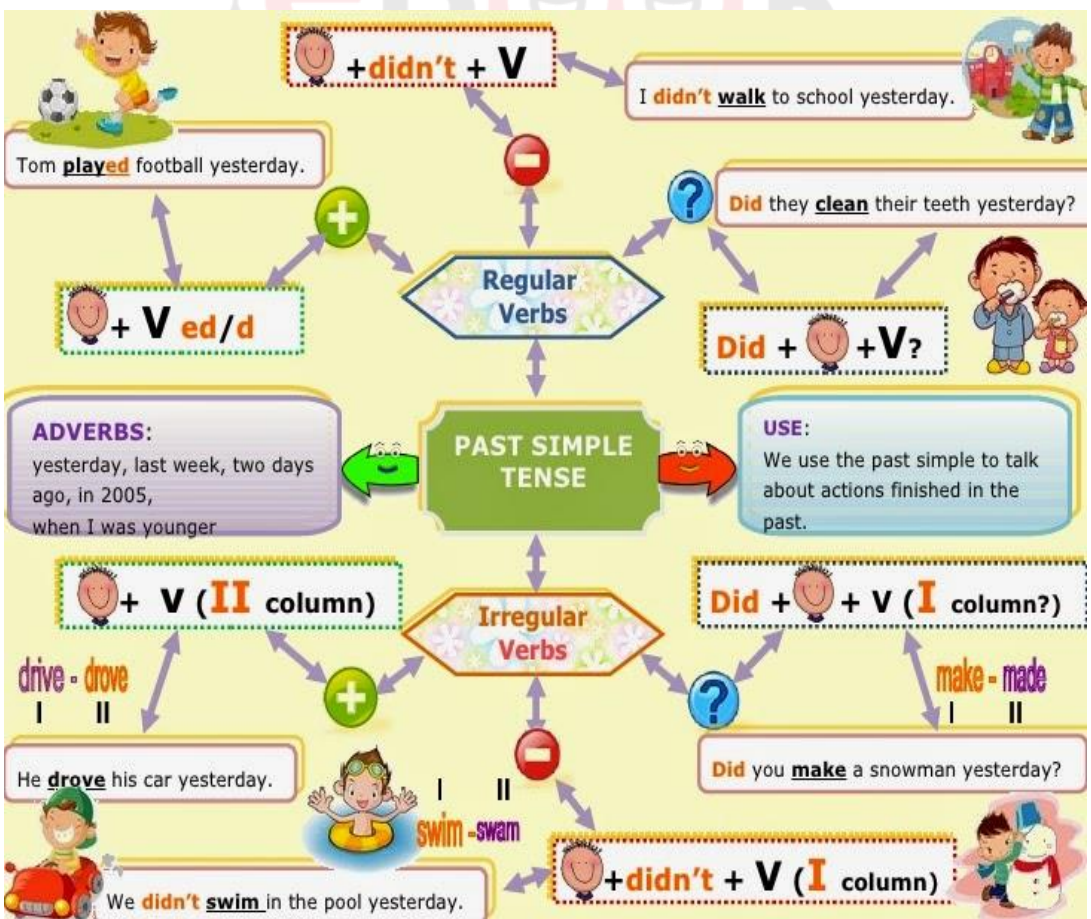 +didn't + V
I didn't walk to school yesterday.
Tom played football yesterday.
Did they clean their teeth yesterday?
+ V ed/d
Regular
Verbs
Did + +V?
ADVERBS:
yesterday, last week, two days
ago, in 2005,
when I was younger
PAST SIMPLE
TENSE
USE:
We use the past simple to talk
about actions finished in the
past.
+ V (II column)
Irregular
Verbs
Did + + V (I column?)
drive - drove
I II
make - made
I II
He drove his car yesterday.
Did you make a snowman yesterday?
I II
swim - swam
+didn't + V (I column)
We didn't swim in the pool yesterday.